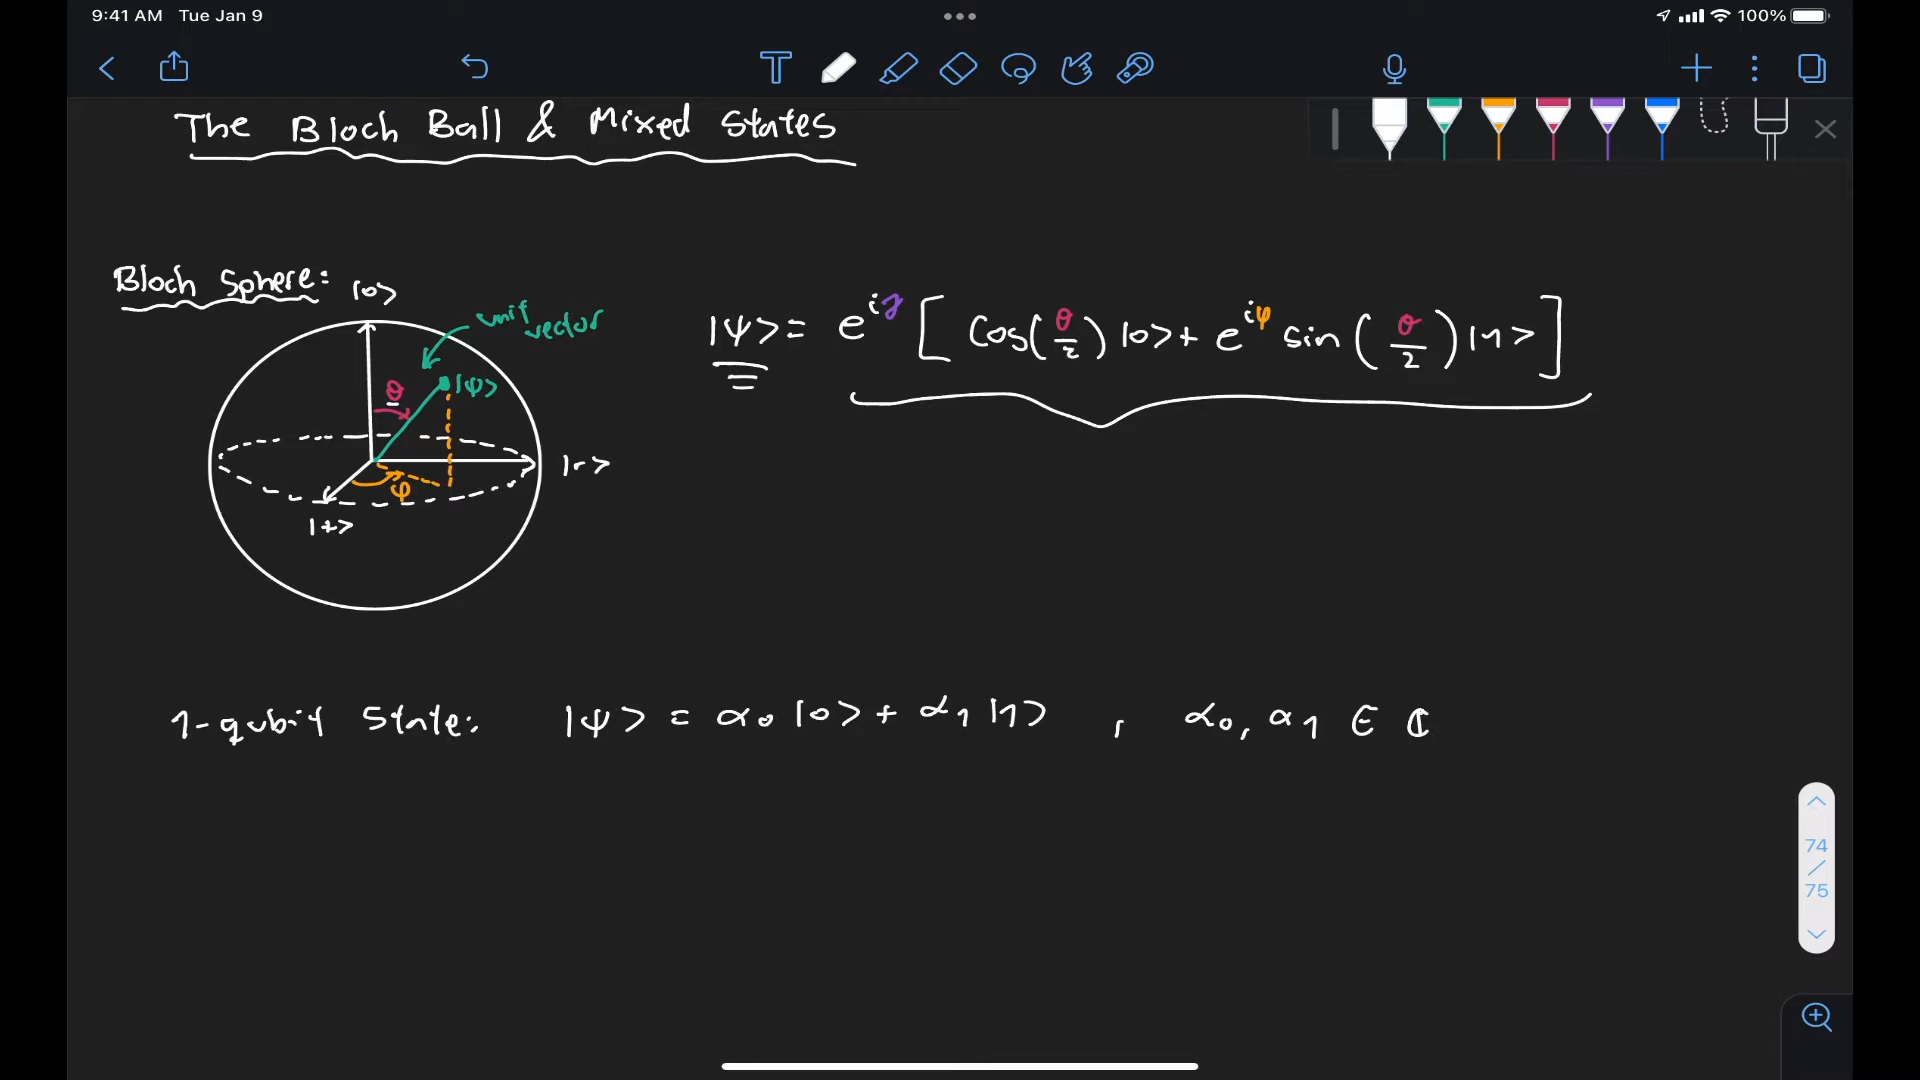 9:41 AM Tue Jan 9
100%
The Bloch Ball & Mixed States
Bloch Sphere:
|0>
unit vector
|ψ>
θ
φ
|r>
|+>
|ψ> = e^{iγ} [cos(θ/2)|0> + e^{iφ} sin(θ/2)|1>]
1-qubit State: |ψ> = α₀|0> + α₁|1> , α₀, α₁ ∈ ℂ
74
/
75